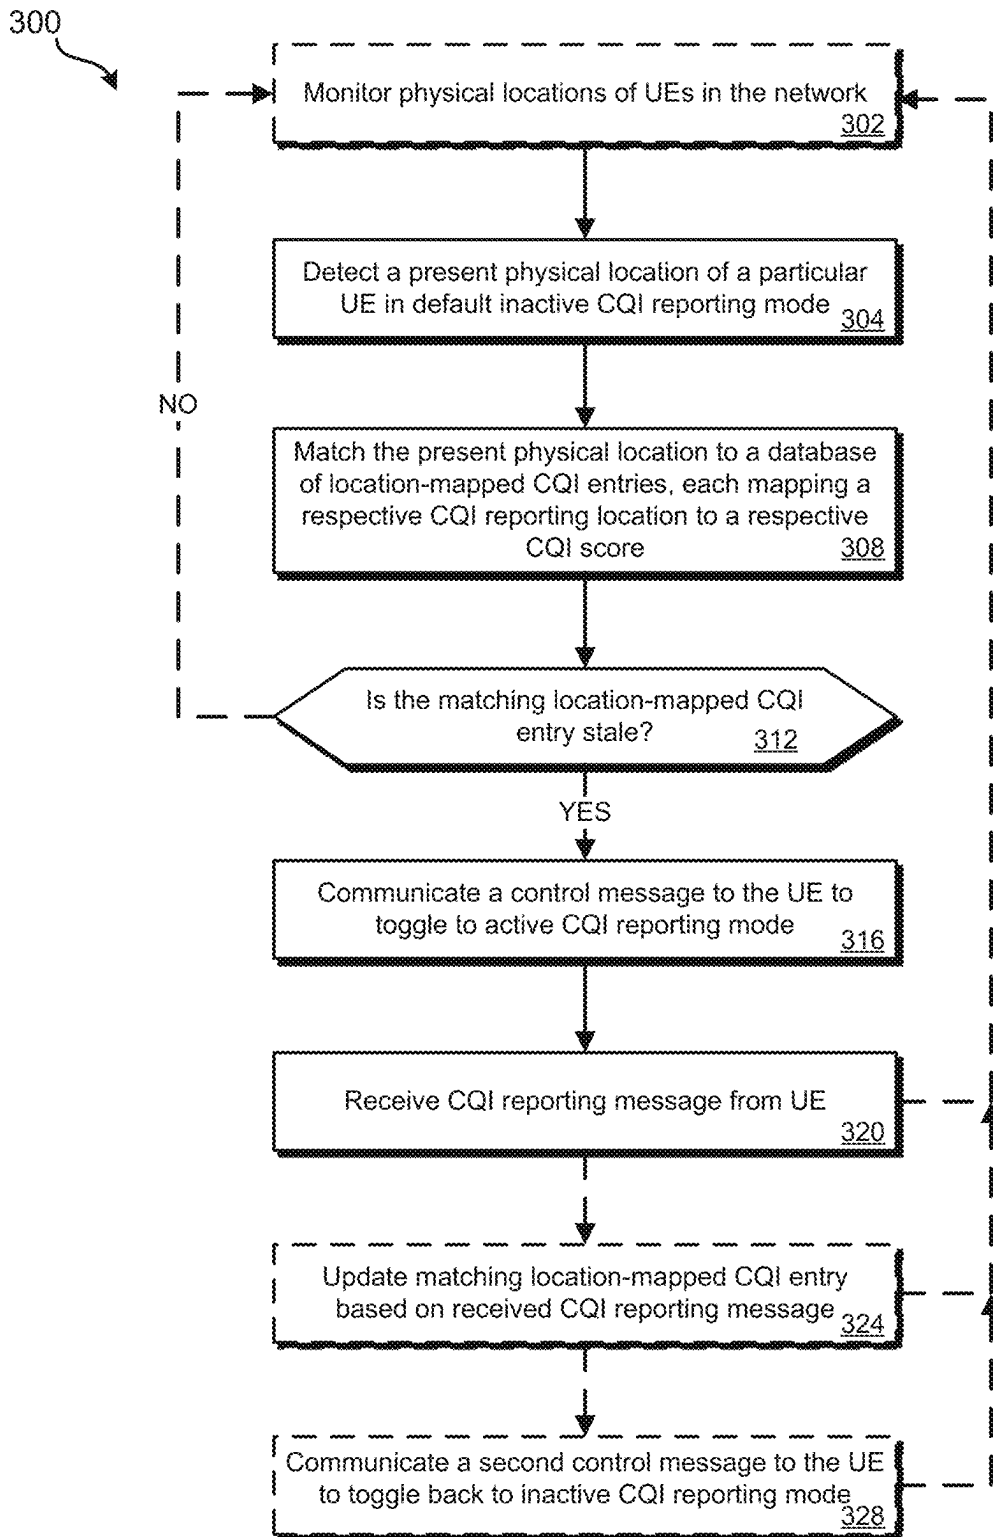 300
Monitor physical locations of UEs in the network
302
Detect a present physical location of a particular
UE in default inactive CQI reporting mode
304
NO
Match the present physical location to a database
of location-mapped CQI entries, each mapping a
respective CQI reporting location to a respective
CQI score
308
Is the matching location-mapped CQI
entry stale?
312
YES
Communicate a control message to the UE to
toggle to active CQI reporting mode
316
Receive CQI reporting message from UE
320
Update matching location-mapped CQI entry
based on received CQI reporting message
324
Communicate a second control message to the UE
to toggle back to inactive CQI reporting mode
328